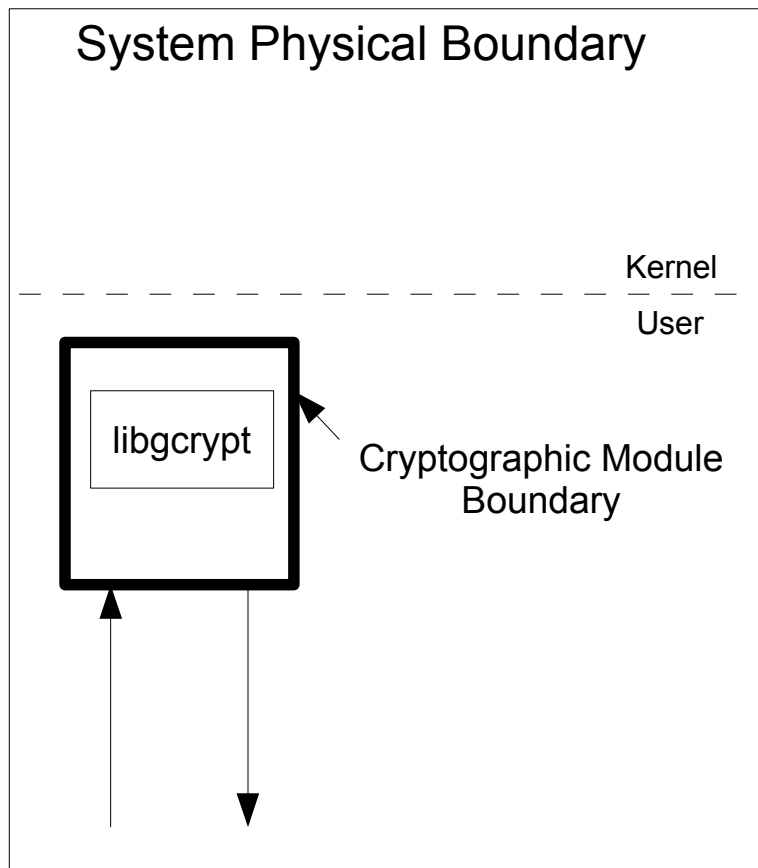 System Physical Boundary
Kernel
User
libgcrypt
Cryptographic Module
Boundary